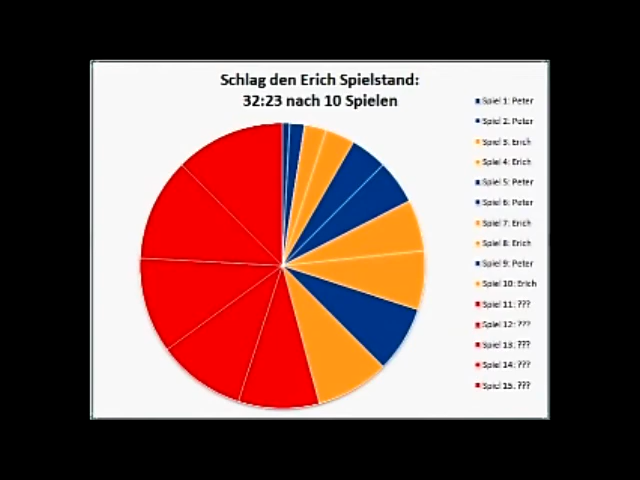 Schlag den Erich Spielstand:
32:23 nach 10 Spielen
Spiel 1: Peter
Spiel 2: Peter
Spiel 3: Erich
Spiel 4: Erich
Spiel 5: Peter
Spiel 6: Peter
Spiel 7: Erich
Spiel 8: Erich
Spiel 9: Peter
Spiel 10: Erich
Spiel 11: ???
Spiel 12: ???
Spiel 13: ???
Spiel 14: ???
Spiel 15: ???